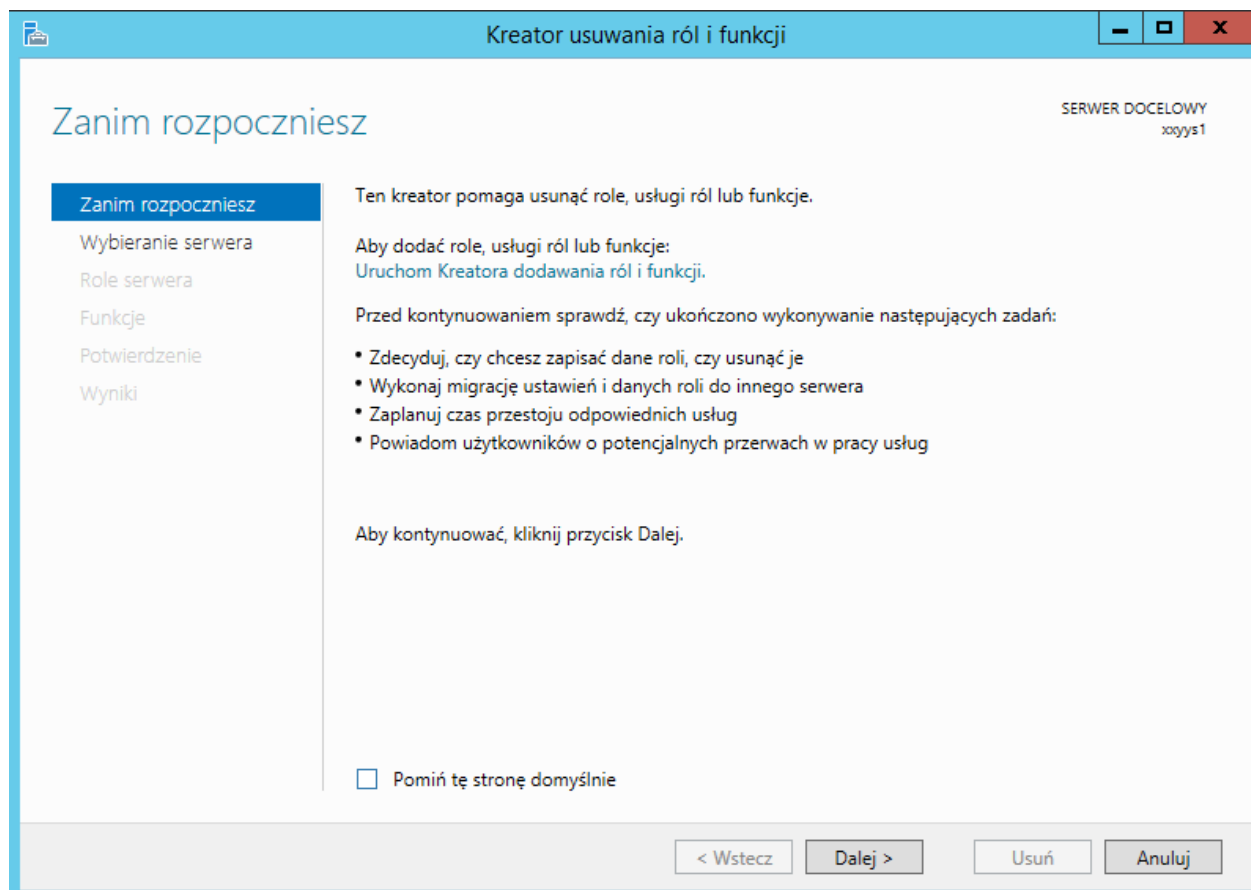 Kreator usuwania ról i funkcji
Zanim rozpoczniesz
SERWER DOCELOWY
xxyys1
Zanim rozpoczniesz
Wybieranie serwera
Role serwera
Funkcje
Potwierdzenie
Wyniki
Ten kreator pomaga usunąć role, usługi ról lub funkcje.
Aby dodać role, usługi ról lub funkcje:
Uruchom Kreatora dodawania ról i funkcji.
Przed kontynuowaniem sprawdź, czy ukończono wykonywanie następujących zadań:
• Zdecyduj, czy chcesz zapisać dane roli, czy usunąć je
• Wykonaj migrację ustawień i danych roli do innego serwera
• Zaplanuj czas przestoju odpowiednich usług
• Powiadom użytkowników o potencjalnych przerwach w pracy usług
Aby kontynuować, kliknij przycisk Dalej.
Pomiń tę stronę domyślnie
< Wstecz
Dalej >
Usuń
Anuluj